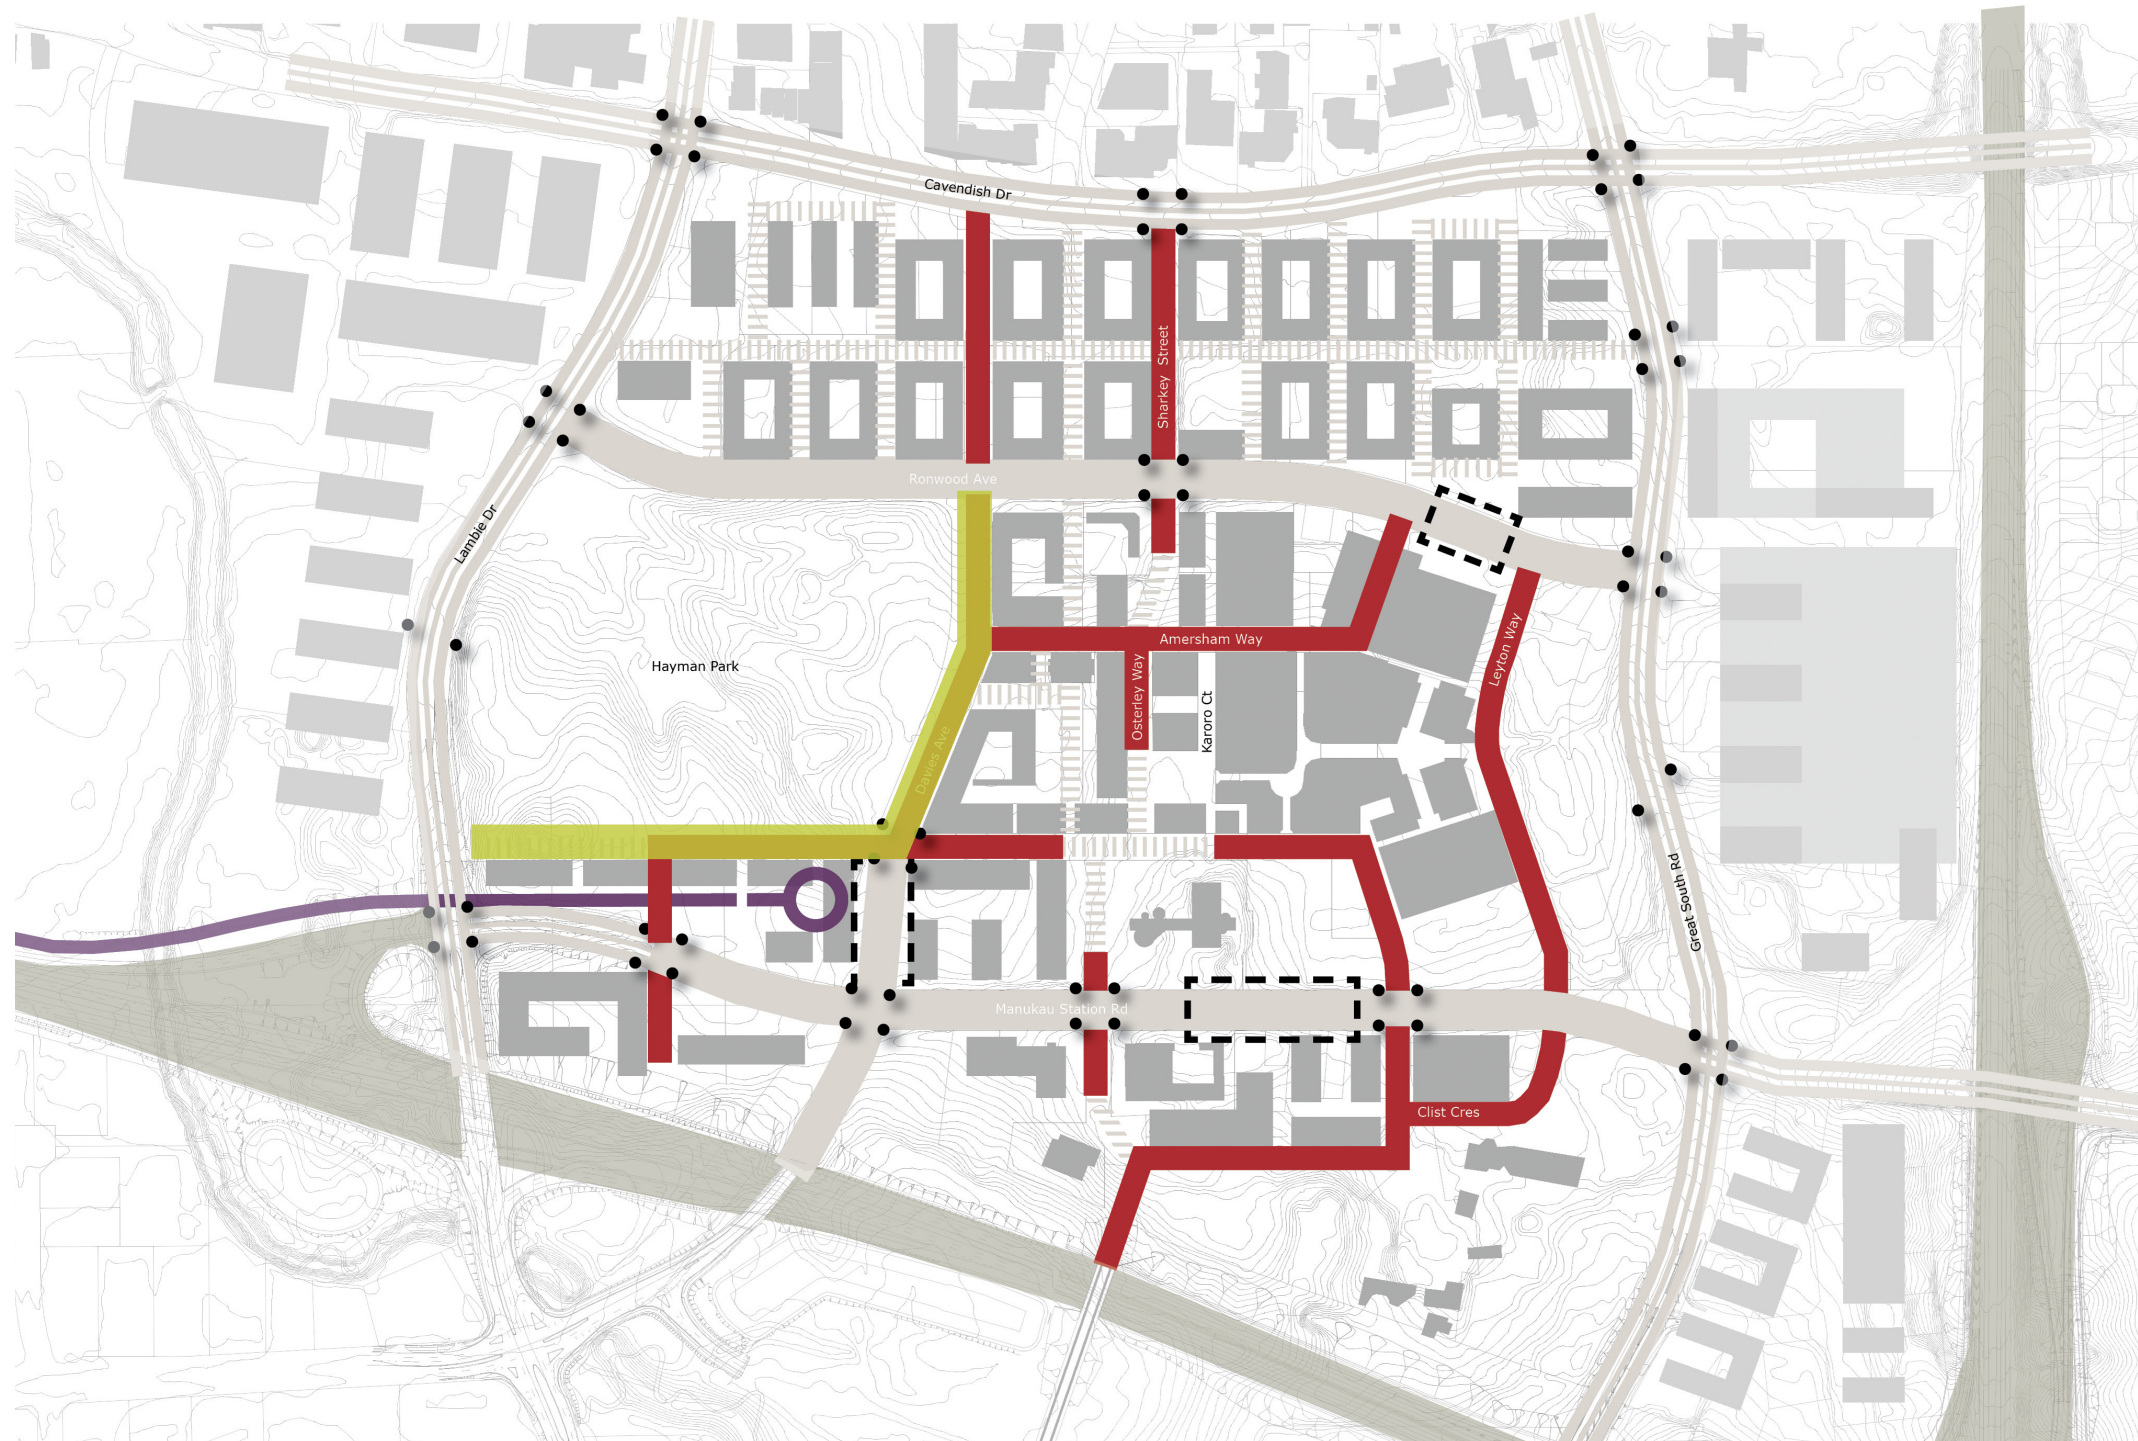 Cavendish Dr
Sharkey Street
Ronwood Ave
Lambie Dr
Hayman Park
Amersham Way
Leyton Way
Osterley Way
Karoro Ct
Davies Ave
Great South Rd
Manukau Station Rd
Clist Cres